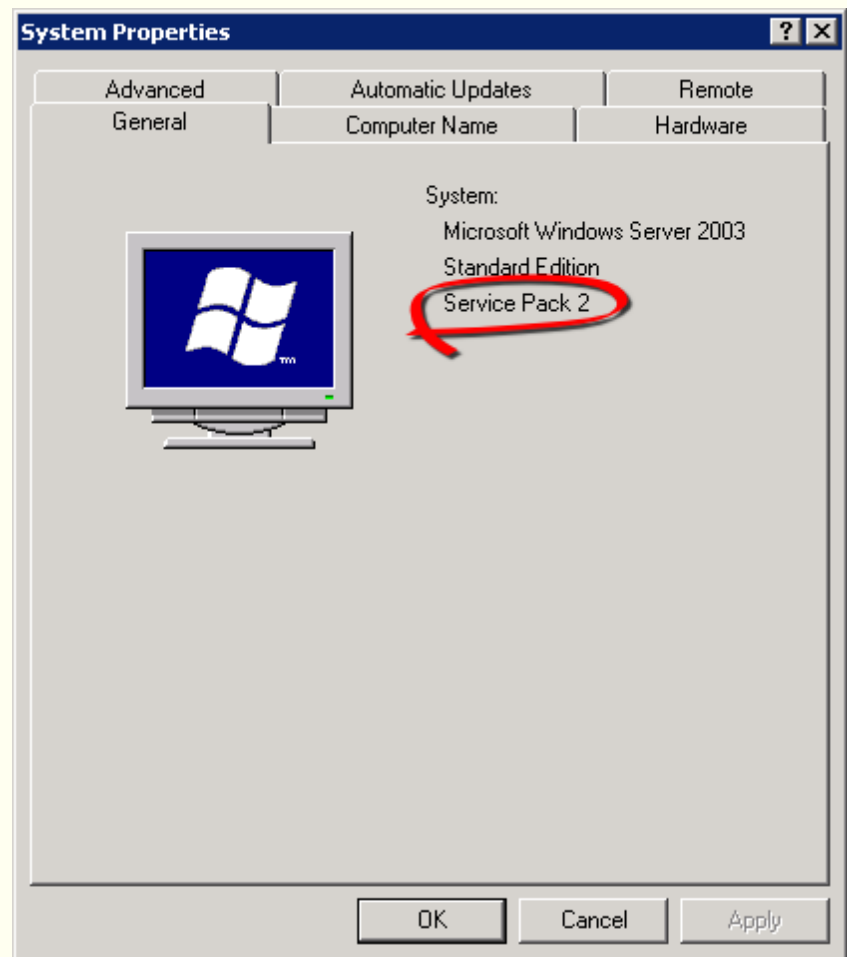 System Properties
Advanced
Automatic Updates
Remote
General
Computer Name
Hardware
System:
Microsoft Windows Server 2003
Standard Edition
Service Pack 2
TM
OK
Cancel
Apply